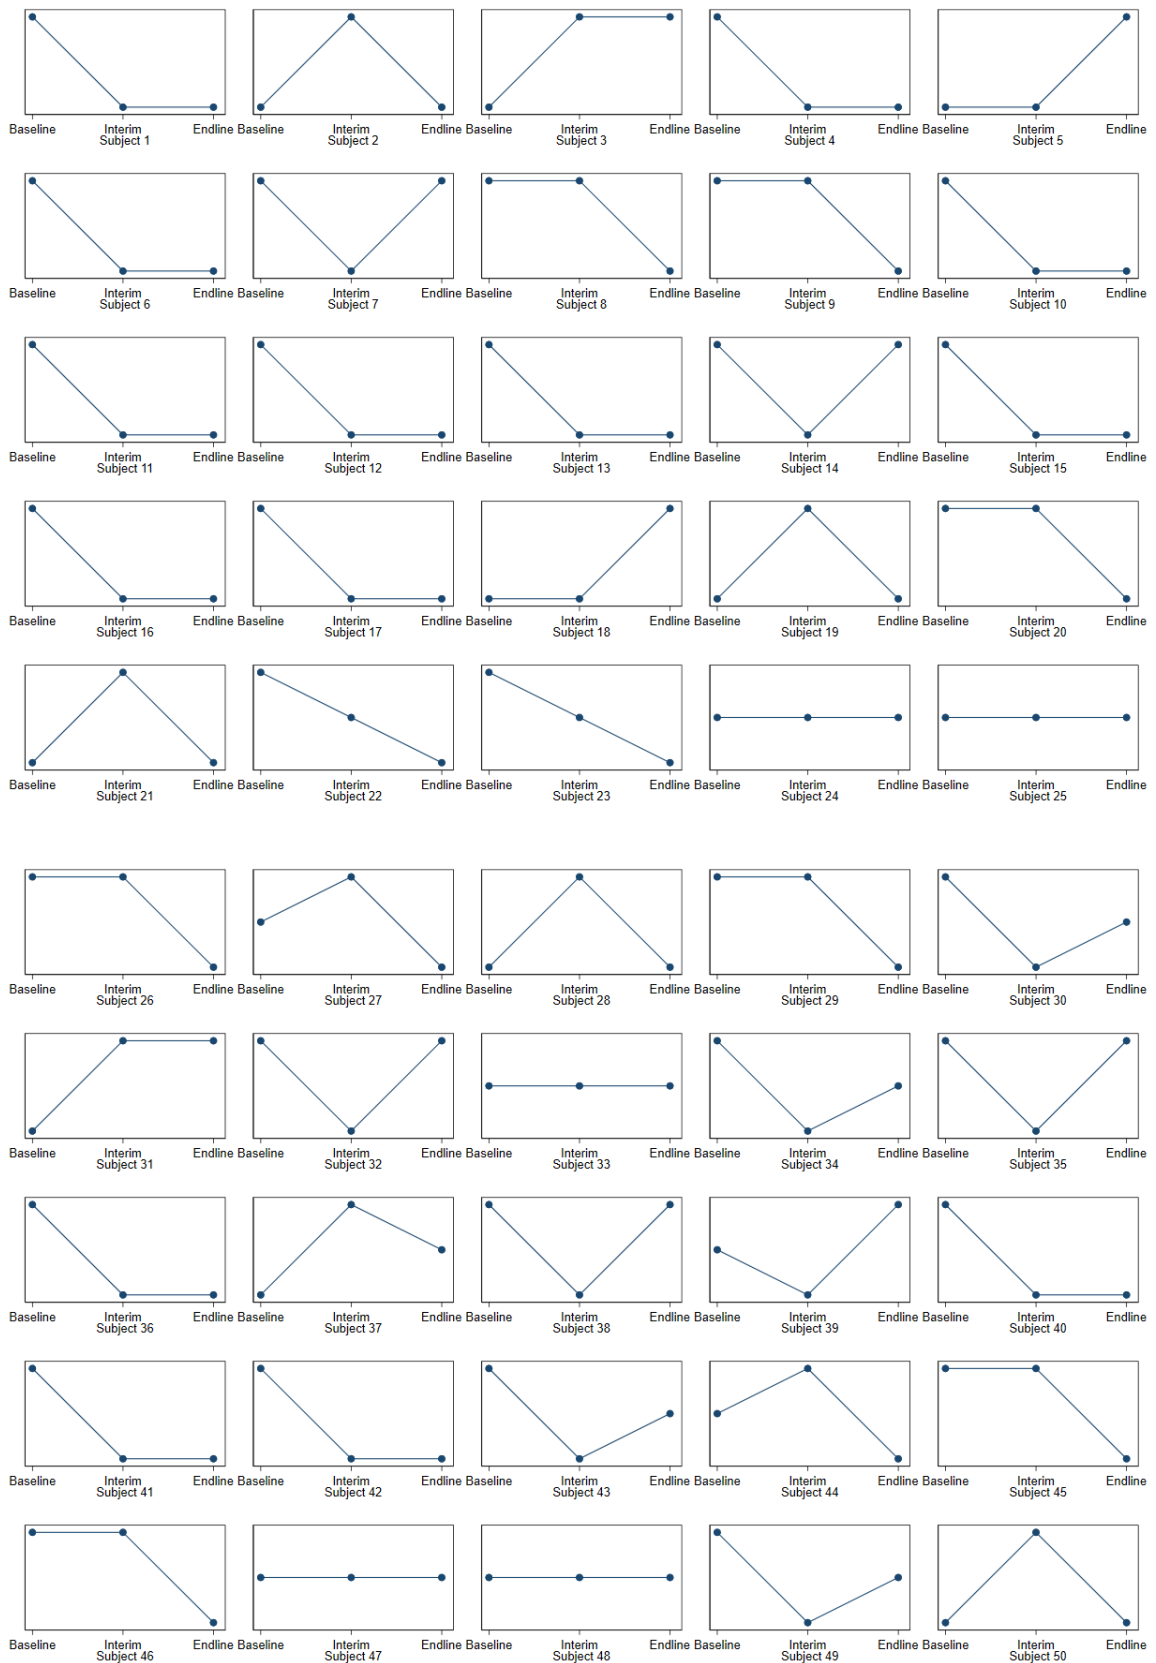 Baseline Interim Endline Baseline Interim Endline Baseline Interim Endline Baseline Interim Endline Baseline Interim Endline
Subject 1 Subject 2 Subject 3 Subject 4 Subject 5
Baseline Interim Endline Baseline Interim Endline Baseline Interim Endline Baseline Interim Endline Baseline Interim Endline
Subject 6 Subject 7 Subject 8 Subject 9 Subject 10
Baseline Interim Endline Baseline Interim Endline Baseline Interim Endline Baseline Interim Endline Baseline Interim Endline
Subject 11 Subject 12 Subject 13 Subject 14 Subject 15
Baseline Interim Endline Baseline Interim Endline Baseline Interim Endline Baseline Interim Endline Baseline Interim Endline
Subject 16 Subject 17 Subject 18 Subject 19 Subject 20
Baseline Interim Endline Baseline Interim Endline Baseline Interim Endline Baseline Interim Endline Baseline Interim Endline
Subject 21 Subject 22 Subject 23 Subject 24 Subject 25
Baseline Interim Endline Baseline Interim Endline Baseline Interim Endline Baseline Interim Endline Baseline Interim Endline
Subject 26 Subject 27 Subject 28 Subject 29 Subject 30
Baseline Interim Endline Baseline Interim Endline Baseline Interim Endline Baseline Interim Endline Baseline Interim Endline
Subject 31 Subject 32 Subject 33 Subject 34 Subject 35
Baseline Interim Endline Baseline Interim Endline Baseline Interim Endline Baseline Interim Endline Baseline Interim Endline
Subject 36 Subject 37 Subject 38 Subject 39 Subject 40
Baseline Interim Endline Baseline Interim Endline Baseline Interim Endline Baseline Interim Endline Baseline Interim Endline
Subject 41 Subject 42 Subject 43 Subject 44 Subject 45
Baseline Interim Endline Baseline Interim Endline Baseline Interim Endline Baseline Interim Endline Baseline Interim Endline
Subject 46 Subject 47 Subject 48 Subject 49 Subject 50